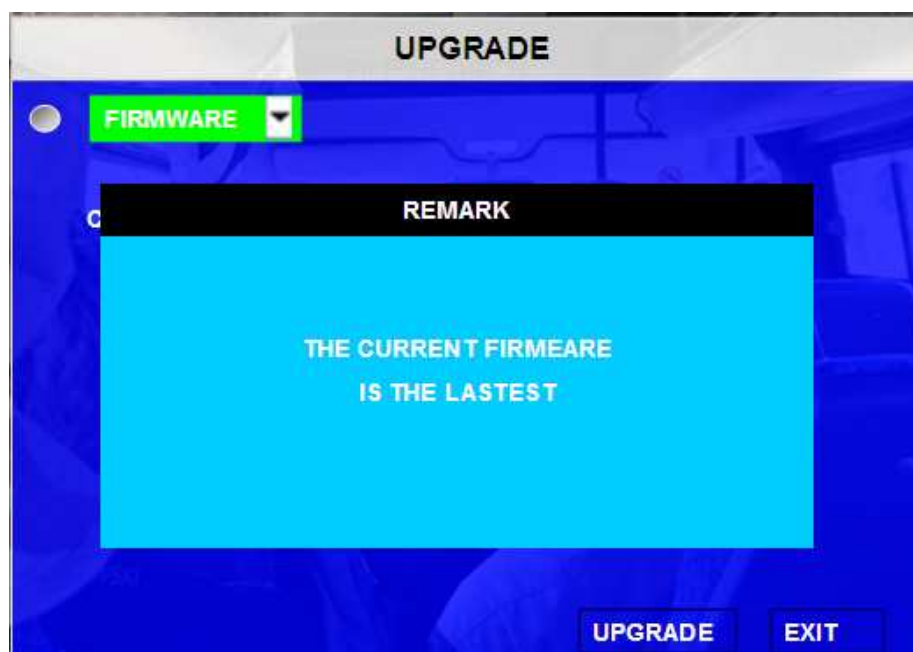 UPGRADE
FIRMWARE
C
REMARK
THE CURRENT FIRMEARE
IS THE LASTEST
UPGRADE EXIT